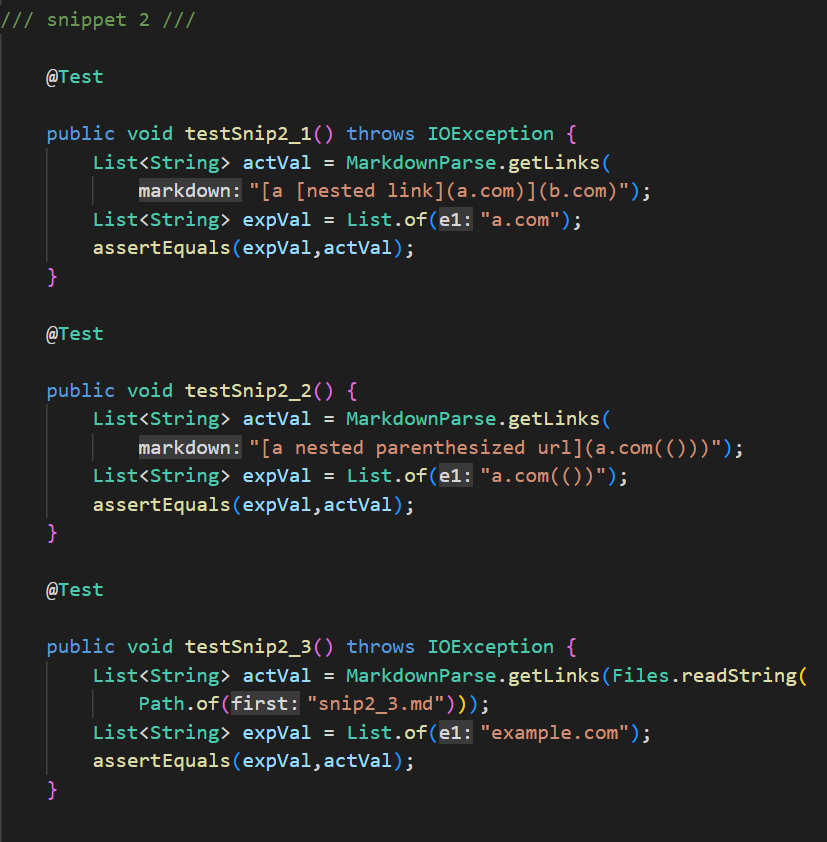 /// snippet 2 ///
@Test
public void testSnip2_1() throws IOException {
List<String> actVal = MarkdownParse.getLinks(
markdown: "[a [nested link](a.com)](b.com)");
List<String> expVal = List.of(e1: "a.com");
assertEquals(expVal,actVal);
}
@Test
public void testSnip2_2() {
List<String> actVal = MarkdownParse.getLinks(
markdown: "[a nested parenthesized url](a.com(()))");
List<String> expVal = List.of(e1: "a.com(())");
assertEquals(expVal,actVal);
}
@Test
public void testSnip2_3() throws IOException {
List<String> actVal = MarkdownParse.getLinks(Files.readString(
Path.of(first: "snip2_3.md")));
List<String> expVal = List.of(e1: "example.com");
assertEquals(expVal,actVal);
}